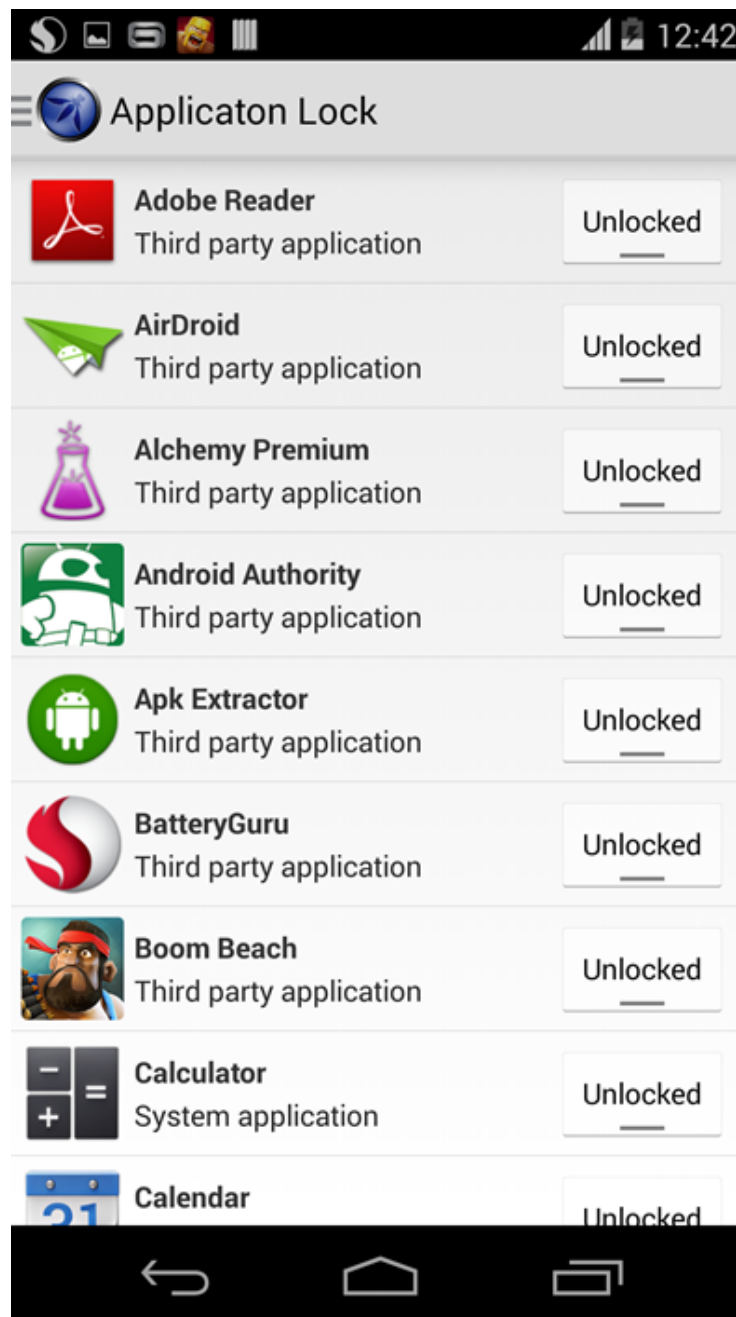 12:42
Applicaton Lock
Adobe Reader
Third party application
Unlocked
AirDroid
Third party application
Unlocked
Alchemy Premium
Third party application
Unlocked
Android Authority
Third party application
Unlocked
Apk Extractor
Third party application
Unlocked
BatteryGuru
Third party application
Unlocked
Boom Beach
Third party application
Unlocked
Calculator
System application
Unlocked
Calendar
31
Unlocked